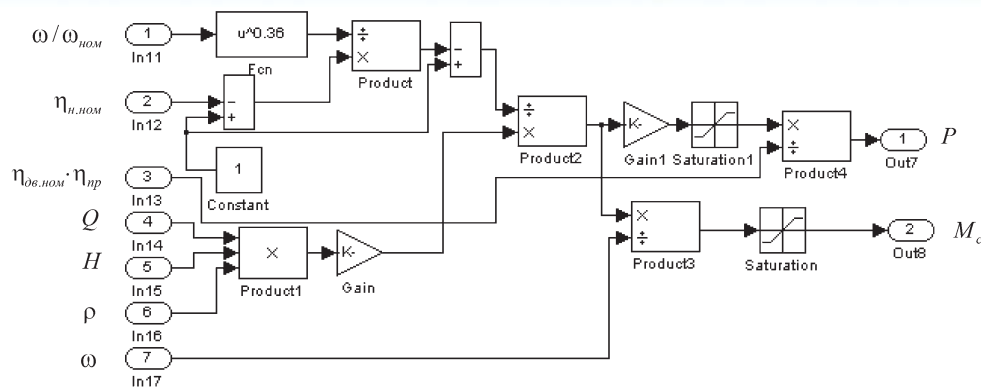 ω/ω_ном
1
In11
u^0.36
Fcn
÷
×
Product
-
+
η_н.ном
2
In12
-
+
1
Constant
÷
×
Product2
K-
Gain1
Saturation1
×
÷
Product4
1
Out7
P
η_дв.ном·η_пр
3
In13
Q
4
In14
H
5
In15
ρ
6
In16
×
Product1
K-
Gain
×
÷
Product3
Saturation
2
Out8
M_c
ω
7
In17